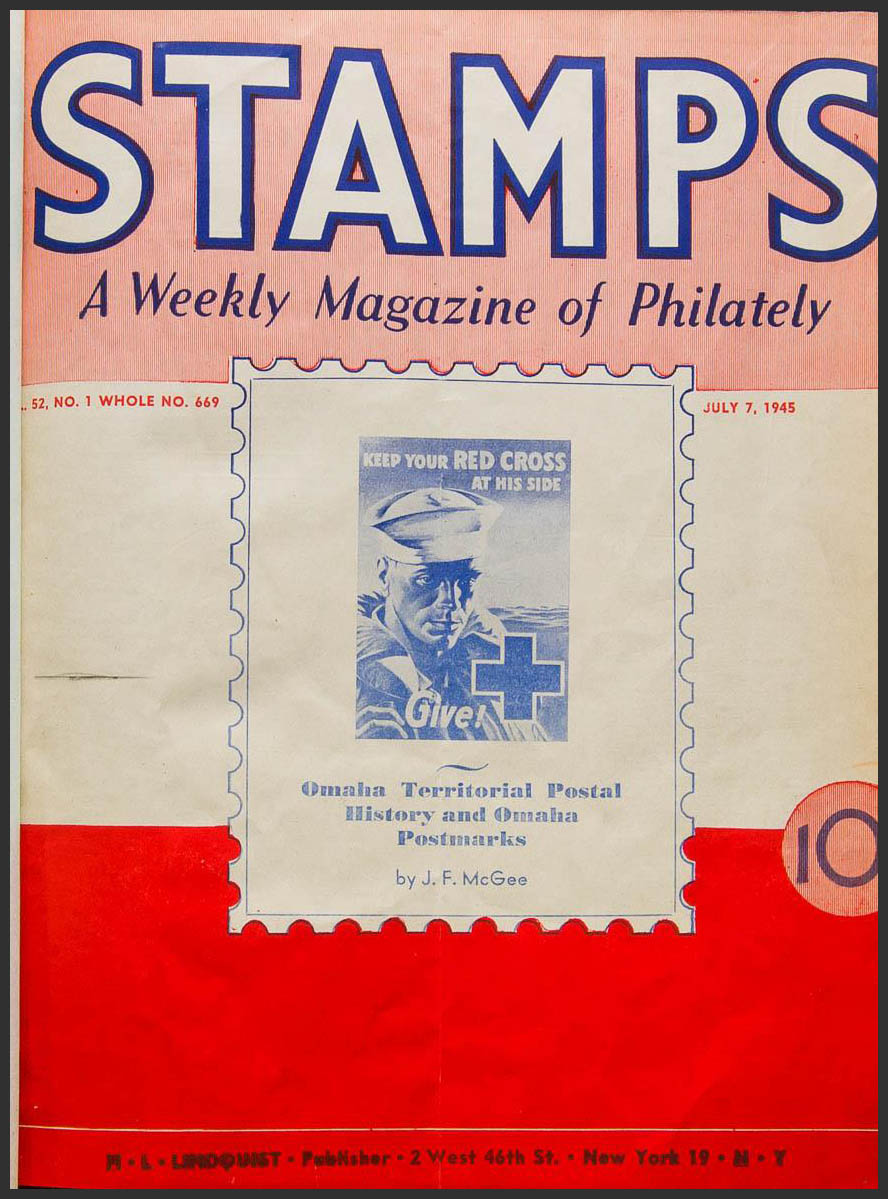 STAMPS
A Weekly Magazine of Philately
. 52, NO. 1 WHOLE NO. 669
JULY 7, 1945
KEEP YOUR RED CROSS
AT HIS SIDE
Give!
Omaha Territorial Postal
History and Omaha
Postmarks
by J. F. McGee
10
H • L • LINDQUIST • Publisher • 2 West 46th St. • New York 19 • N • Y